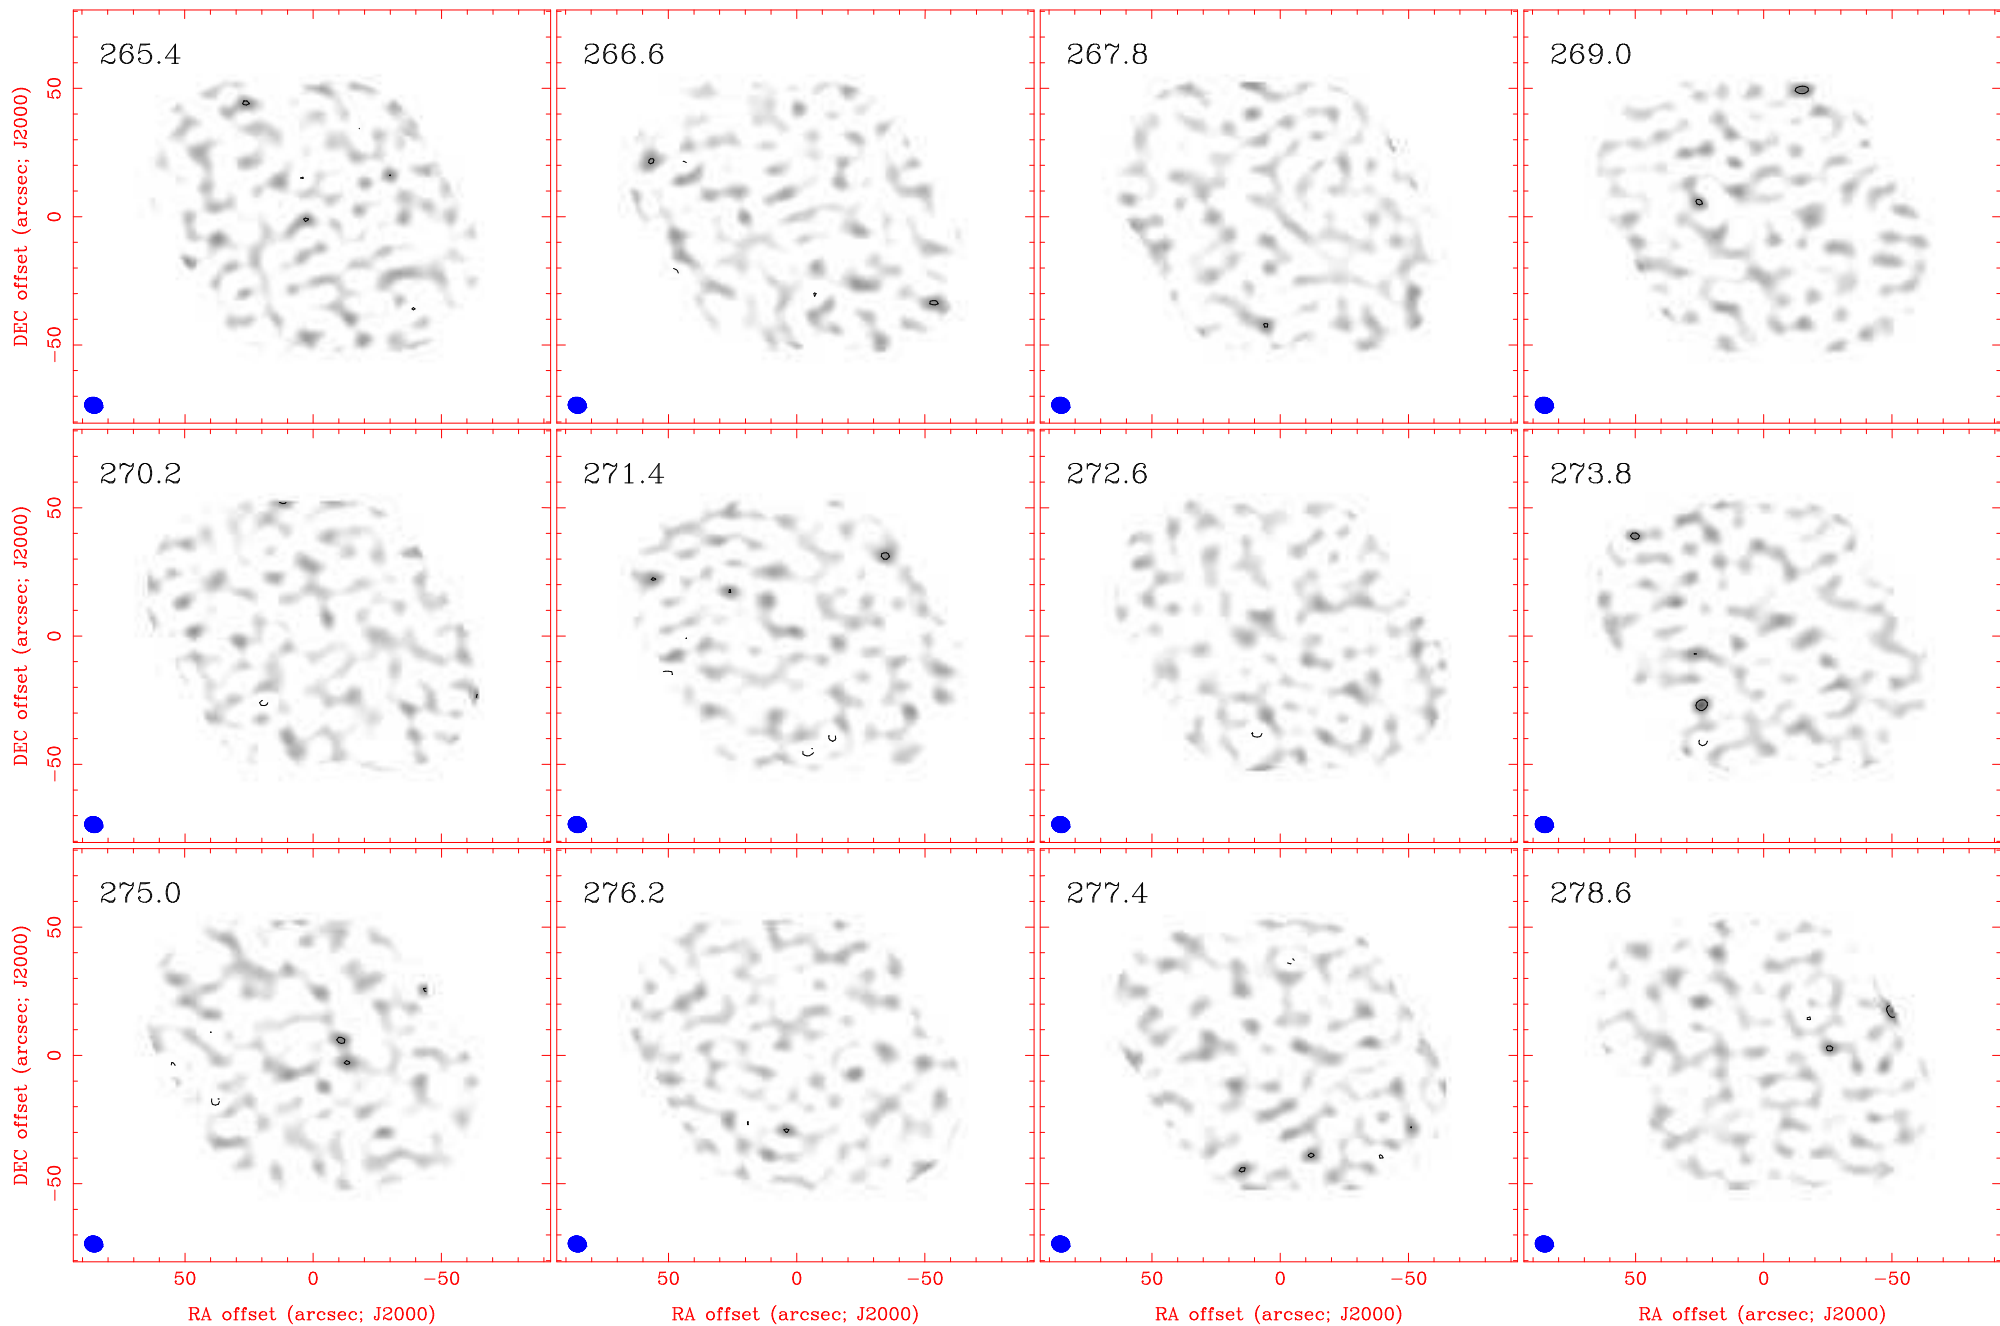 265.4
266.6
267.8
269.0
DEC offset (arcsec; J2000)
50
0
−50
270.2
271.4
272.6
273.8
DEC offset (arcsec; J2000)
50
0
−50
275.0
276.2
277.4
278.6
DEC offset (arcsec; J2000)
50
0
−50
50 0 −50
50 0 −50
50 0 −50
50 0 −50
RA offset (arcsec; J2000)
RA offset (arcsec; J2000)
RA offset (arcsec; J2000)
RA offset (arcsec; J2000)